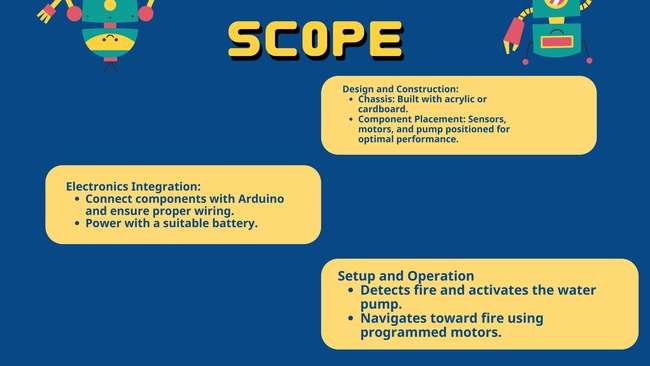 SCOPE
Design and Construction:
• Chassis: Built with acrylic or
cardboard.
• Component Placement: Sensors,
motors, and pump positioned for
optimal performance.
Electronics Integration:
• Connect components with Arduino
and ensure proper wiring.
• Power with a suitable battery.
Setup and Operation
• Detects fire and activates the water
pump.
• Navigates toward fire using
programmed motors.